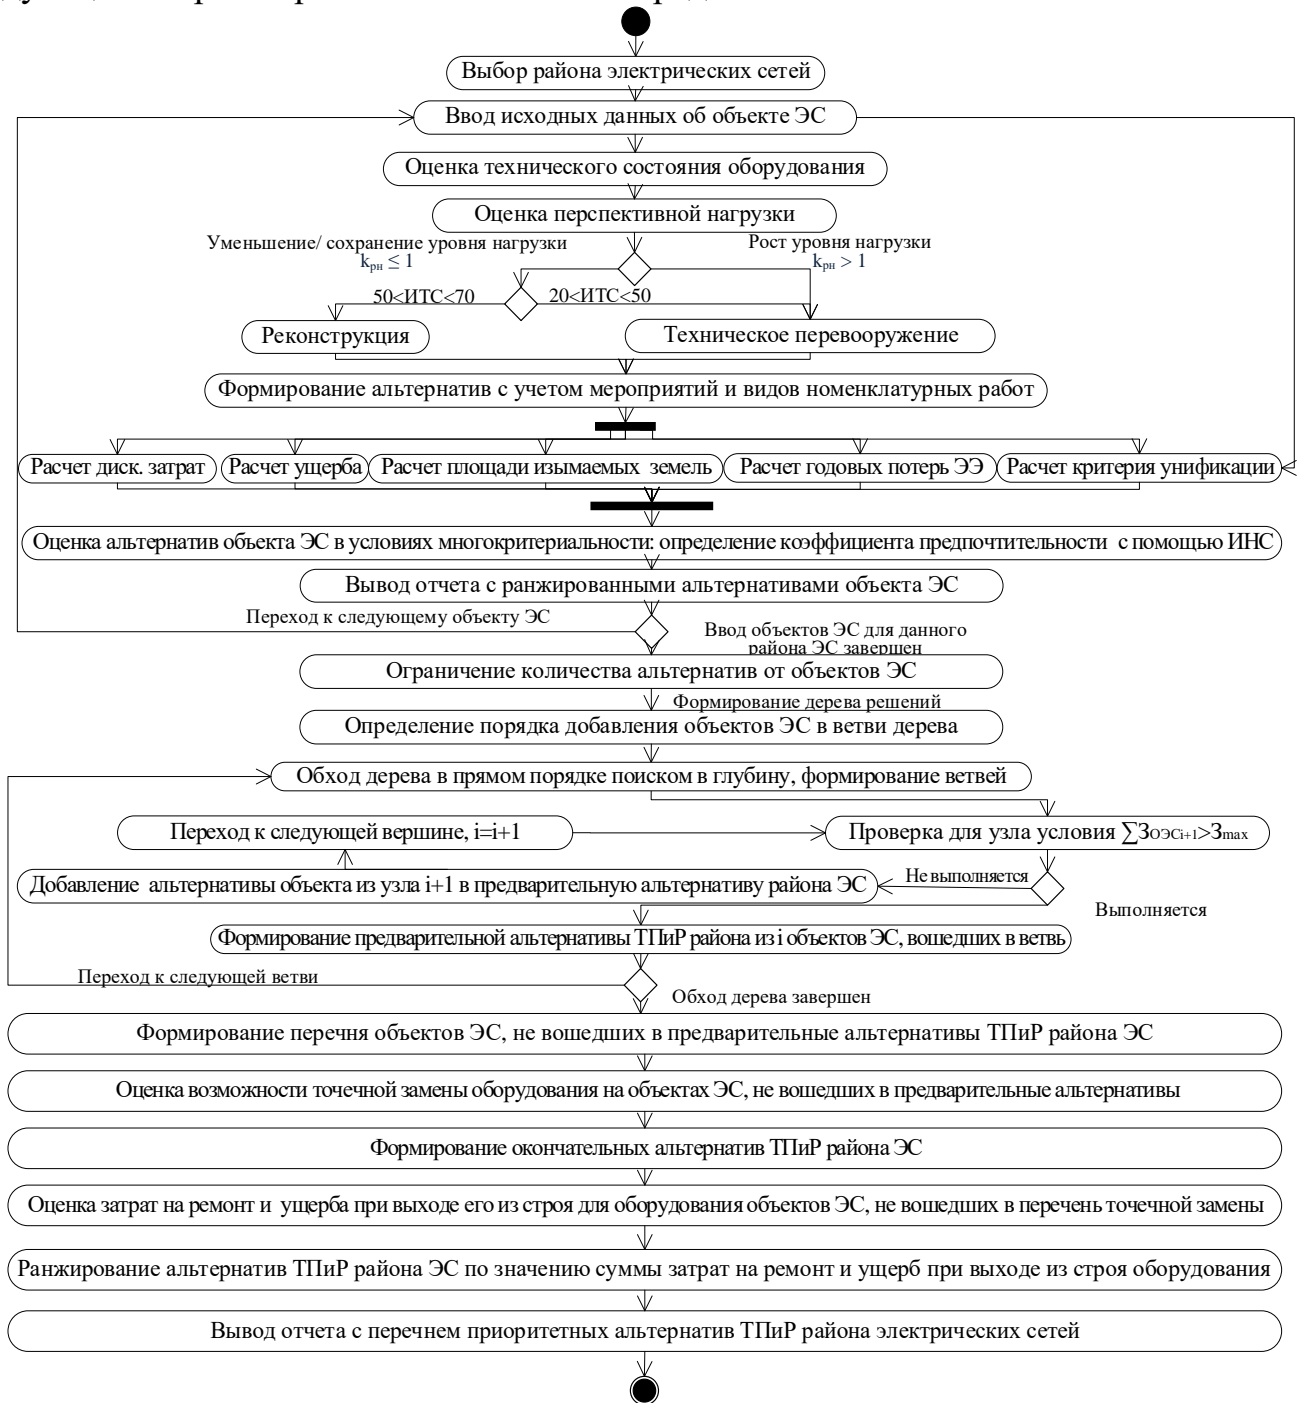 Выбор района электрических сетей
Ввод исходных данных об объекте ЭС
Оценка технического состояния оборудования
Оценка перспективной нагрузки
Уменьшение/ сохранение уровня нагрузки
Рост уровня нагрузки
kрн ≤ 1
kрн > 1
50<ИТС<70
20<ИТС<50
Реконструкция
Техническое перевооружение
Формирование альтернатив с учетом мероприятий и видов номенклатурных работ
Расчет диск. затрат
Расчет ущерба
Расчет площади изымаемых земель
Расчет годовых потерь ЭЭ
Расчет критерия унификации
Оценка альтернатив объекта ЭС в условиях многокритериальности: определение коэффициента предпочтительности с помощью ИНС
Вывод отчета с ранжированными альтернативами объекта ЭС
Переход к следующему объекту ЭС
Ввод объектов ЭС для данного
района ЭС завершен
Ограничение количества альтернатив от объектов ЭС
Формирование дерева решений
Определение порядка добавления объектов ЭС в ветви дерева
Обход дерева в прямом порядке поиском в глубину, формирование ветвей
Переход к следующей вершине, i=i+1
Проверка для узла условия ∑ЗОЭСi+1>Зmax
Не выполняется
Добавление альтернативы объекта из узла i+1 в предварительную альтернативу района ЭС
Выполняется
Формирование предварительной альтернативы ТПиР района из i объектов ЭС, вошедших в ветвь
Переход к следующей ветви
Обход дерева завершен
Формирование перечня объектов ЭС, не вошедших в предварительные альтернативы ТПиР района ЭС
Оценка возможности точечной замены оборудования на объектах ЭС, не вошедших в предварительные альтернативы
Формирование окончательных альтернатив ТПиР района ЭС
Оценка затрат на ремонт и ущерба при выходе его из строя для оборудования объектов ЭС, не вошедших в перечень точечной замены
Ранжирование альтернатив ТПиР района ЭС по значению суммы затрат на ремонт и ущерб при выходе из строя оборудования
Вывод отчета с перечнем приоритетных альтернатив ТПиР района электрических сетей